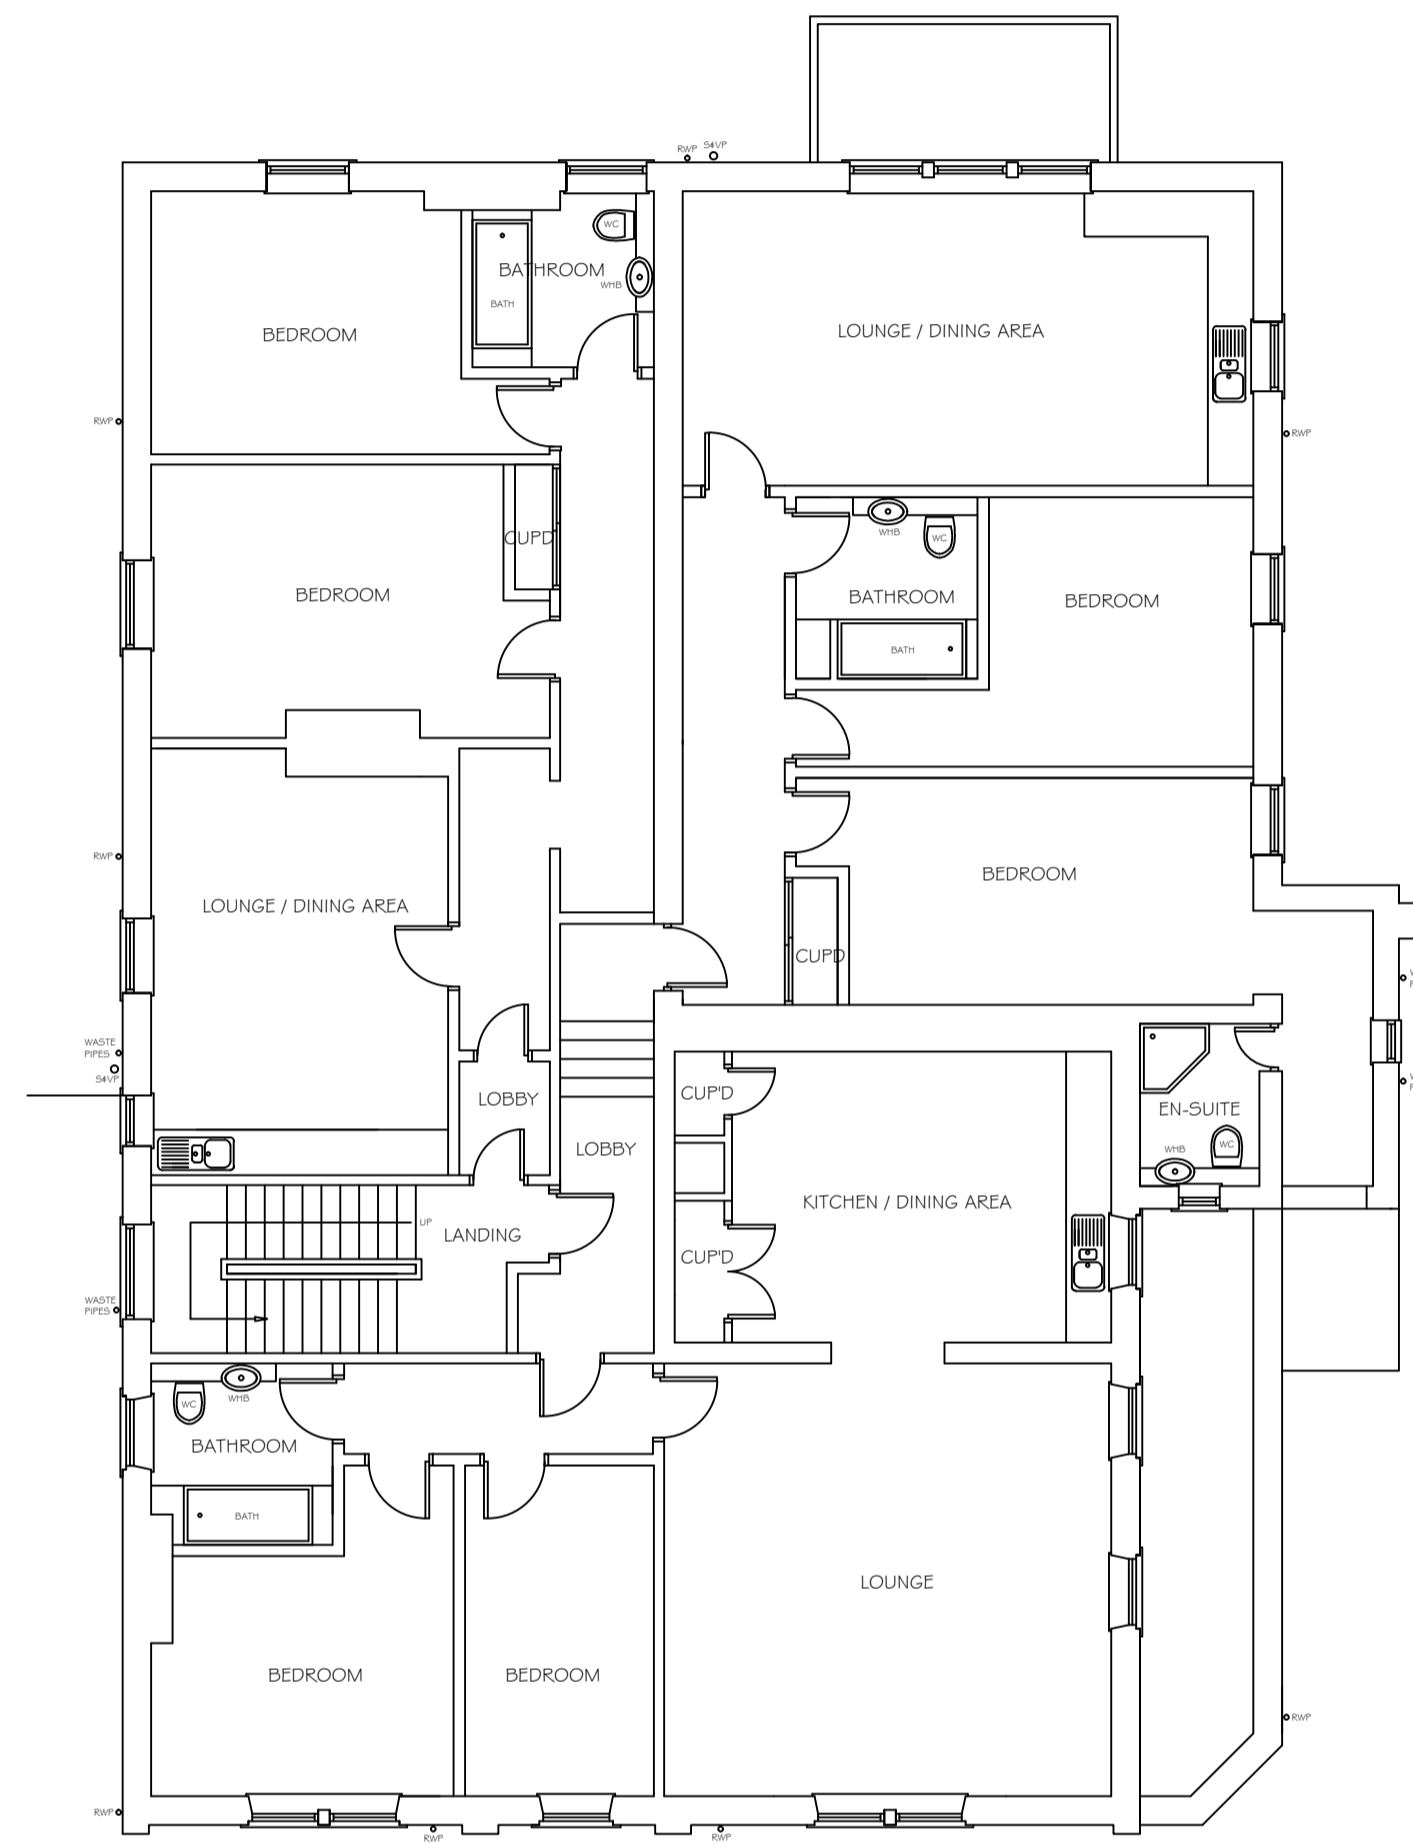 RWP
S&VP
WC
BATHROOM
WHB
BATH
BEDROOM
LOUNGE / DINING AREA
RWP
RWP
CUPD
BEDROOM
WHB
WC
BATHROOM
BEDROOM
BATH
RWP
LOUNGE / DINING AREA
BEDROOM
CUPD
WASTE
PIPES
S&VP
LOBBY
CUP'D
EN-SUITE
LOBBY
WHB
WC
KITCHEN / DINING AREA
UP
LANDING
CUP'D
WASTE
PIPES
WC
WHB
BATHROOM
BATH
LOUNGE
BEDROOM
BEDROOM
RWP
RWP
RWP
RWP